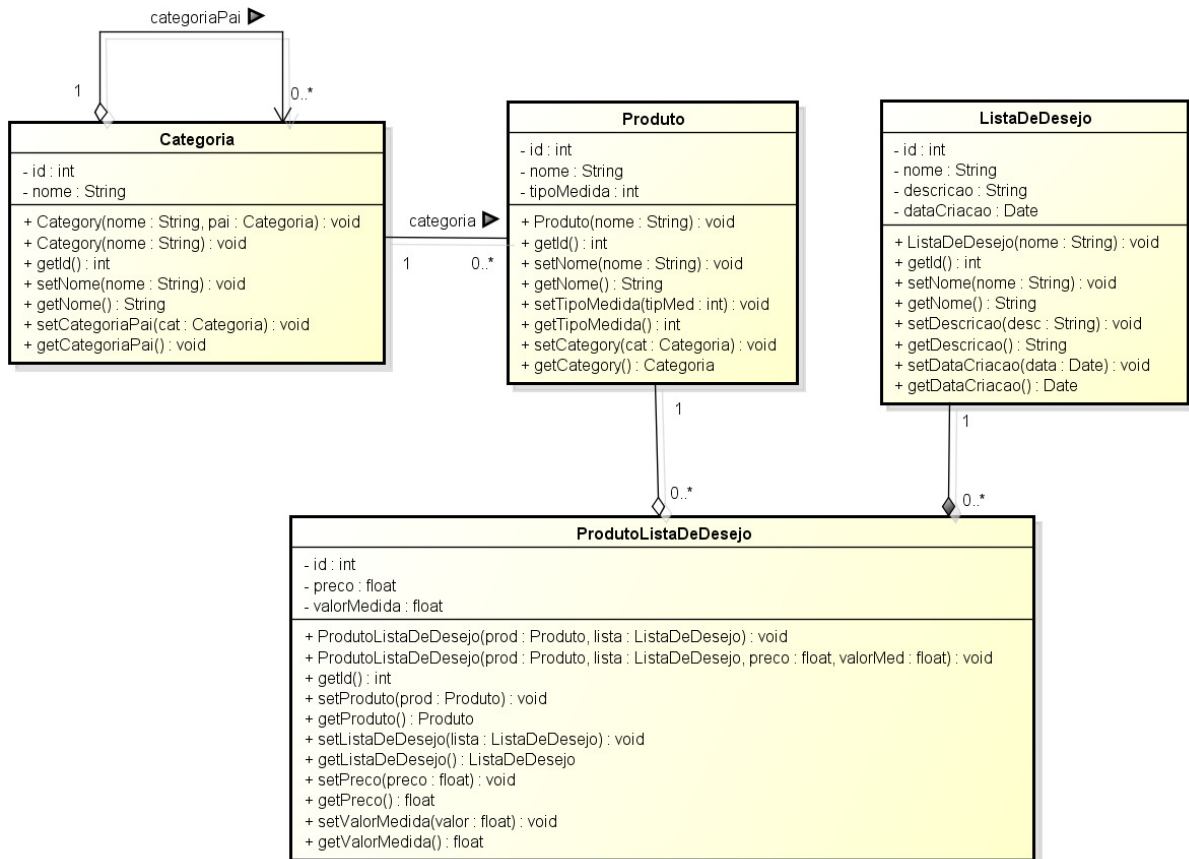 categoriaPai
1
0..*
Categoria
- id : int
- nome : String
+ Category(nome : String, pai : Categoria) : void
+ Category(nome : String) : void
+ getId() : int
+ setNome(nome : String) : void
+ getNome() : String
+ setCategoriaPai(cat : Categoria) : void
+ getCategoriaPai() : void
categoria
1
0..*
Produto
- id : int
- nome : String
- tipoMedida : int
+ Produto(nome : String) : void
+ getId() : int
+ setNome(nome : String) : void
+ getNome() : String
+ setTipoMedida(tipMed : int) : void
+ getTipoMedida() : int
+ setCategory(cat : Categoria) : void
+ getCategory() : Categoria
1
0..*
ListaDeDesejo
- id : int
- nome : String
- descricao : String
- dataCriacao : Date
+ ListaDeDesejo(nome : String) : void
+ getId() : int
+ setNome(nome : String) : void
+ getNome() : String
+ setDescricao(desc : String) : void
+ getDescricao() : String
+ setDataCriacao(data : Date) : void
+ getDataCriacao() : Date
1
0..*
ProdutoListaDeDesejo
- id : int
- preco : float
- valorMedida : float
+ ProdutoListaDeDesejo(prod : Produto, lista : ListaDeDesejo) : void
+ ProdutoListaDeDesejo(prod : Produto, lista : ListaDeDesejo, preco : float, valorMed : float) : void
+ getId() : int
+ setProduto(prod : Produto) : void
+ getProduto() : Produto
+ setListaDeDesejo(lista : ListaDeDesejo) : void
+ getListaDeDesejo() : ListaDeDesejo
+ setPreco(preco : float) : void
+ getPreco() : float
+ setValorMedida(valor : float) : void
+ getValorMedida() : float